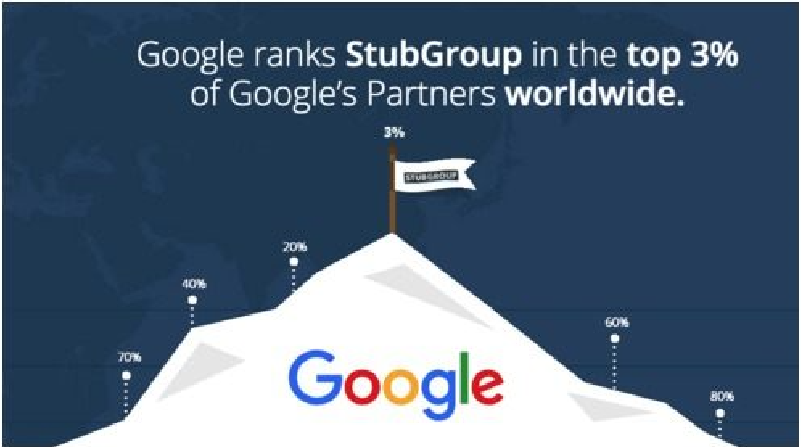 Google ranks StubGroup in the top 3%
of Google's Partners worldwide.
3%
STUBGROUP
20%
40%
60%
70%
80%
Google